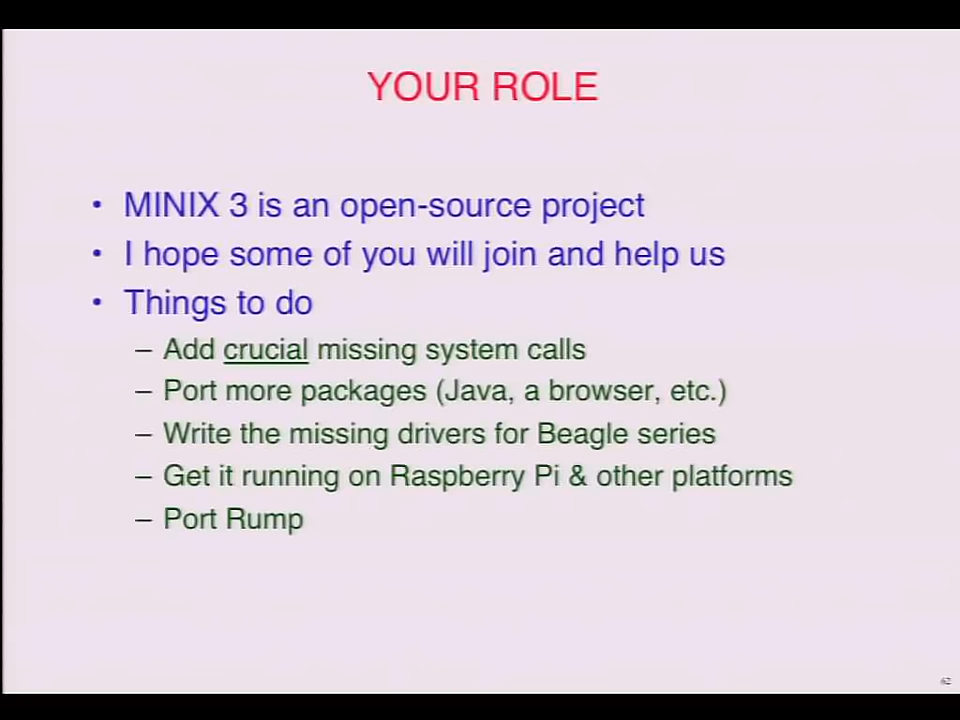 YOUR ROLE
• MINIX 3 is an open-source project
• I hope some of you will join and help us
• Things to do
– Add crucial missing system calls
– Port more packages (Java, a browser, etc.)
– Write the missing drivers for Beagle series
– Get it running on Raspberry Pi & other platforms
– Port Rump
62